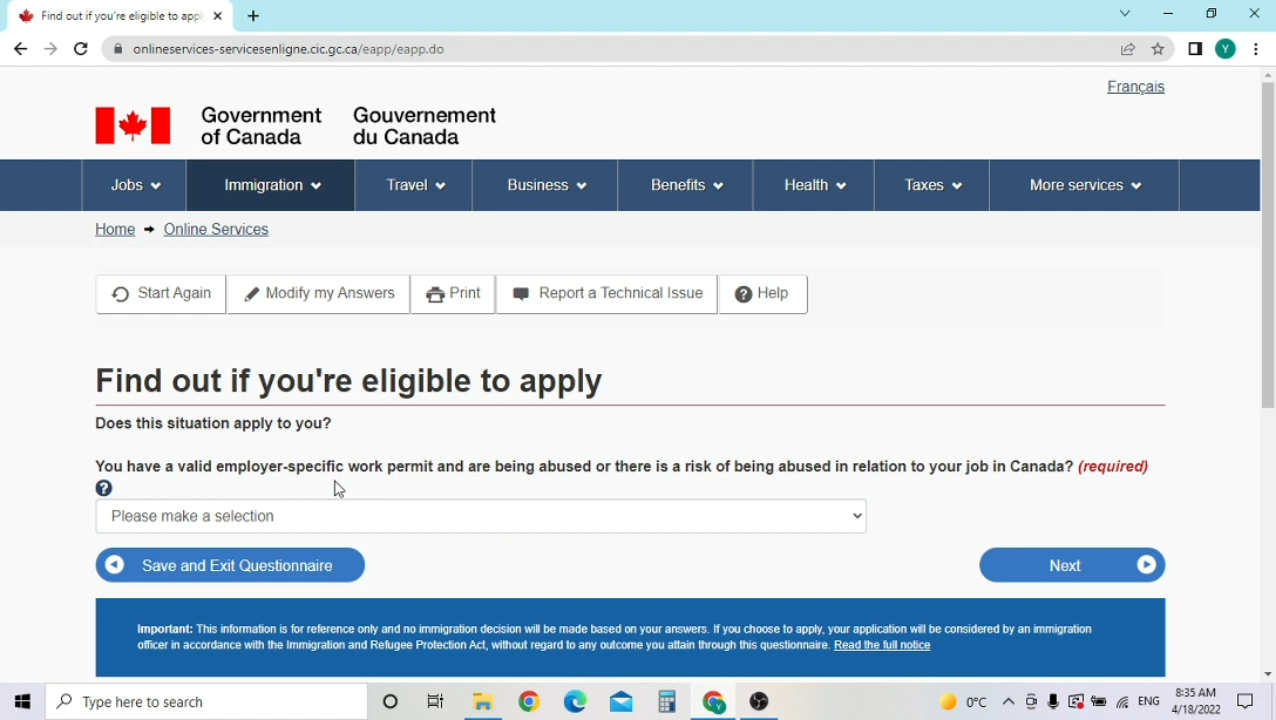 Find out if you're eligible to appl
onlineservices-servicesenligne.cic.gc.ca/eapp/eapp.do
Y
Français
Government of Canada
Gouvernement du Canada
Jobs
Immigration
Travel
Business
Benefits
Health
Taxes
More services
Home
Online Services
Start Again
Modify my Answers
Print
Report a Technical Issue
? Help
Find out if you're eligible to apply
Does this situation apply to you?
You have a valid employer-specific work permit and are being abused or there is a risk of being abused in relation to your job in Canada? (required)
?
Please make a selection
Save and Exit Questionnaire
Next
Important: This information is for reference only and no immigration decision will be made based on your answers. If you choose to apply, your application will be considered by an immigration
officer in accordance with the Immigration and Refugee Protection Act, without regard to any outcome you attain through this questionnaire. Read the full notice
Type here to search
0°C
ENG
8:35 AM
4/18/2022